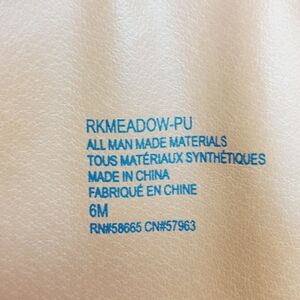 RKMEADOW-PU
ALL MAN MADE MATERIALS
TOUS MATÉRIAUX SYNTHÉTIQUES
MADE IN CHINA
FABRIQUÉ EN CHINE
6M
RN#58665 CN#57963